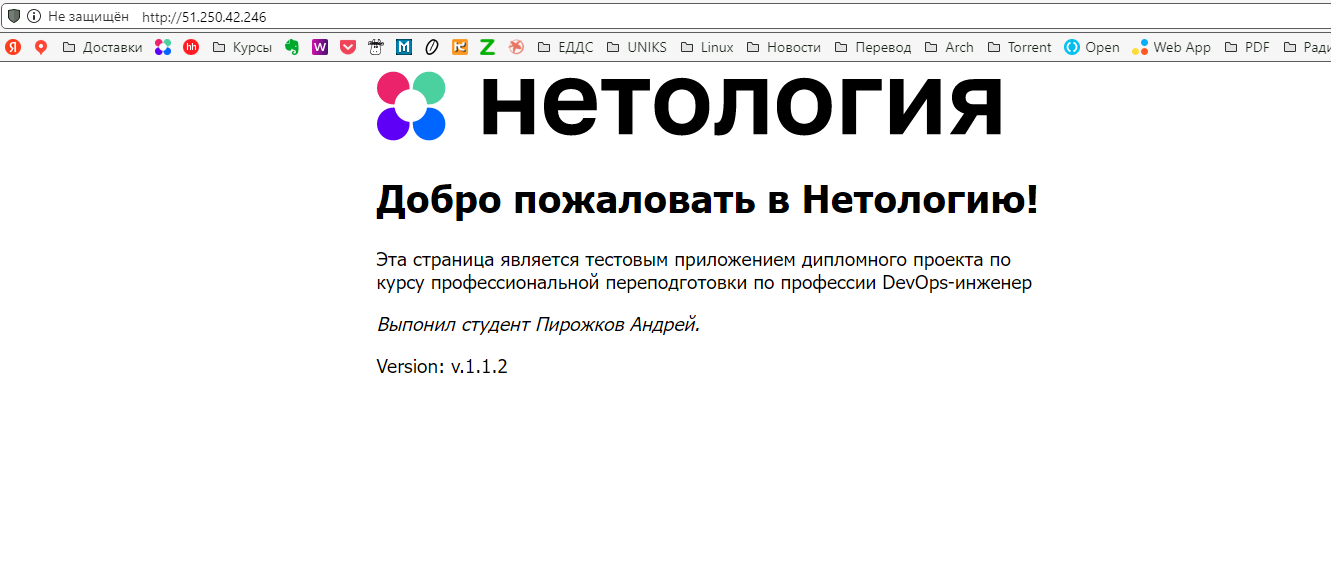 Не защищён http://51.250.42.246
Я hh Доставки Курсы W M Z ЕДДС UNIKS Linux Новости Перевод Arch Torrent Open Web App PDF Ради
нетология
Добро пожаловать в Нетологию!
Эта страница является тестовым приложением дипломного проекта по
курсу профессиональной переподготовки по профессии DevOps-инженер
Выпонил студент Пирожков Андрей.
Version: v.1.1.2